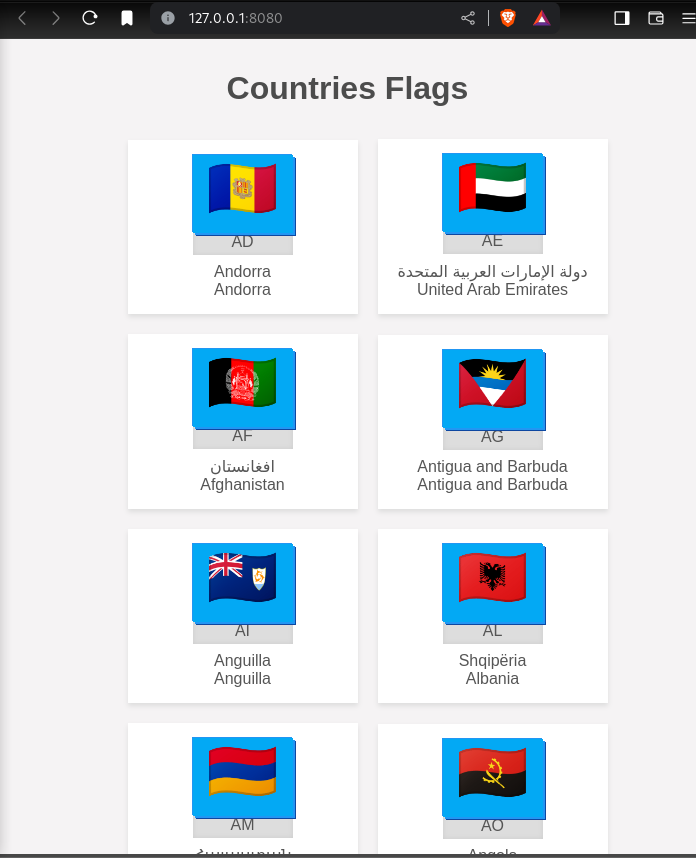 127.0.0.1:8080
Countries Flags
AD
Andorra
Andorra
AE
دولة الإمارات العربية المتحدة
United Arab Emirates
AF
افغانستان
Afghanistan
AG
Antigua and Barbuda
Antigua and Barbuda
AI
Anguilla
Anguilla
AL
Shqipëria
Albania
AM
AO
Angola